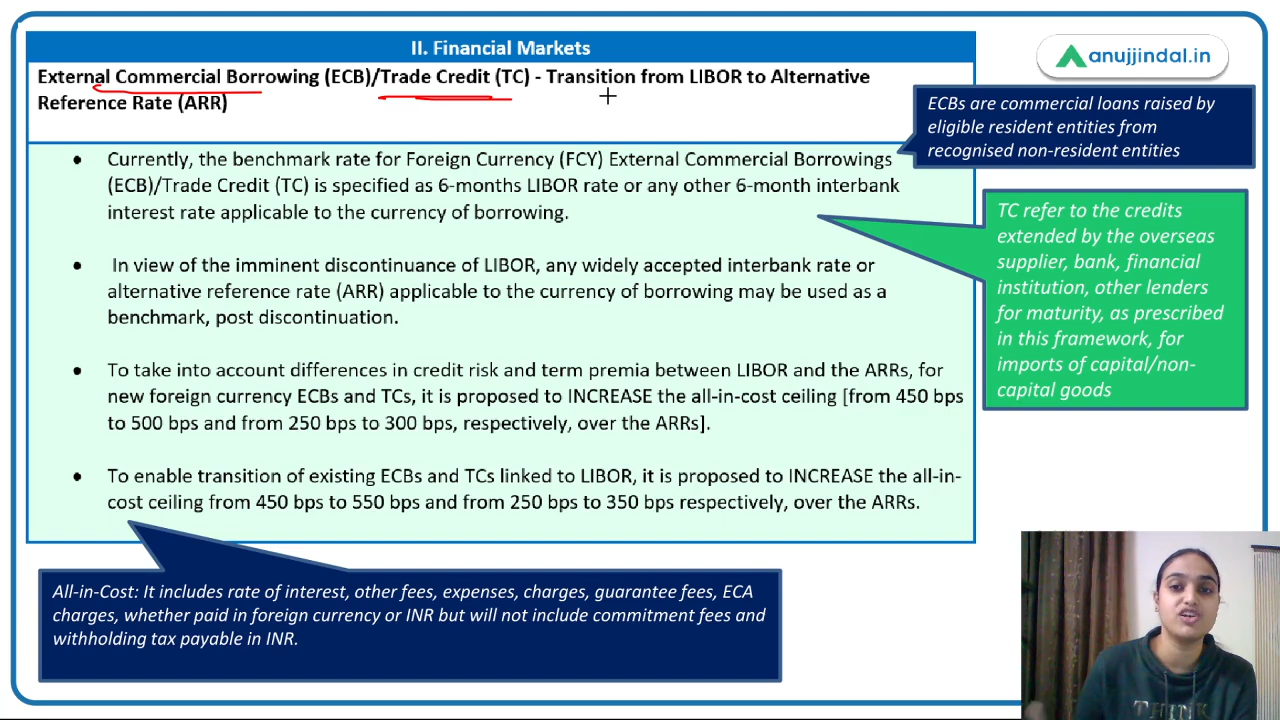 II. Financial Markets
anujjindal.in
External Commercial Borrowing (ECB)/Trade Credit (TC) - Transition from LIBOR to Alternative
Reference Rate (ARR)
ECBs are commercial loans raised by
eligible resident entities from
recognised non-resident entities
• Currently, the benchmark rate for Foreign Currency (FCY) External Commercial Borrowings
(ECB)/Trade Credit (TC) is specified as 6-months LIBOR rate or any other 6-month interbank
interest rate applicable to the currency of borrowing.
TC refer to the credits
extended by the overseas
supplier, bank, financial
institution, other lenders
for maturity, as prescribed
in this framework, for
imports of capital/non-
capital goods
• In view of the imminent discontinuance of LIBOR, any widely accepted interbank rate or
alternative reference rate (ARR) applicable to the currency of borrowing may be used as a
benchmark, post discontinuation.
• To take into account differences in credit risk and term premia between LIBOR and the ARRs, for
new foreign currency ECBs and TCs, it is proposed to INCREASE the all-in-cost ceiling [from 450 bps
to 500 bps and from 250 bps to 300 bps, respectively, over the ARRs].
• To enable transition of existing ECBs and TCs linked to LIBOR, it is proposed to INCREASE the all-in-
cost ceiling from 450 bps to 550 bps and from 250 bps to 350 bps respectively, over the ARRs.
All-in-Cost: It includes rate of interest, other fees, expenses, charges, guarantee fees, ECA
charges, whether paid in foreign currency or INR but will not include commitment fees and
withholding tax payable in INR.
THINK